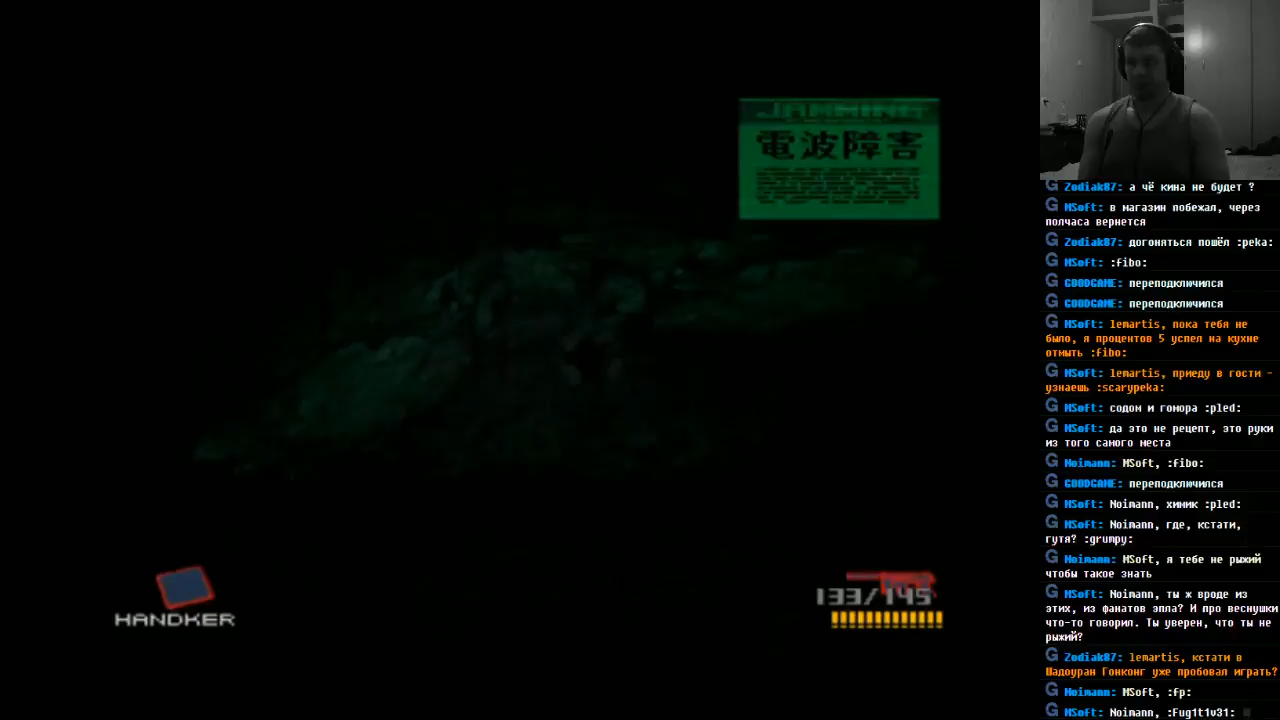 JAMMING
電波障害
HANDKER
133/145
Zodiak87: а чё кина не будет ?
MSoft: в магазин побежал, через
полчаса вернется
Zodiak87: догоняться пошёл :peka:
MSoft: :fibo:
GOODGAME: переподключился
GOODGAME: переподключился
MSoft: lemartis, пока тебя не
было, я процентов 5 успел на кухне
отмыть :fibo:
MSoft: lemartis, приеду в гости -
узнаешь :scarypeka:
MSoft: содом и гомора :pled:
MSoft: да это не рецепт, это руки
из того самого места
Noimann: MSoft, :fibo:
GOODGAME: переподключился
MSoft: Noimann, химик :pled:
MSoft: Noimann, где, кстати,
гутя? :grumpy:
Noimann: MSoft, я тебе не рыжий
чтобы такое знать
MSoft: Noimann, ты ж вроде из
этих, из фанатов эпла? И про веснушки
что-то говорил. Ты уверен, что ты не
рыжий?
Zodiak87: lemartis, кстати в
Шадоуран Гонконг уже пробовал играть?
Noimann: MSoft, :fp:
MSoft: Noimann, :Fug1t1v31: